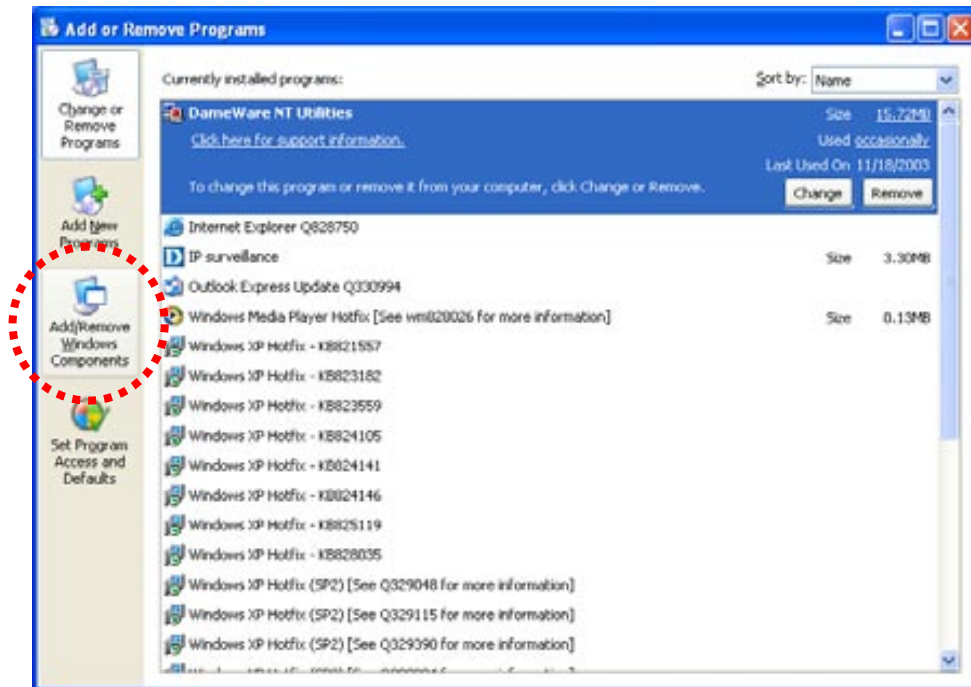 Add or Remove Programs
Change or
Remove
Programs
Add New
Programs
Add/Remove
Windows
Components
Set Program
Access and
Defaults
Currently installed programs:
Sort by: Name
DameWare NT Utilities Size 15.72MB
Click here for support information. Used occasionally
Last Used On 11/18/2003
To change this program or remove it from your computer, click Change or Remove. Change Remove
Internet Explorer Q828750
IP surveillance Size 3.30MB
Outlook Express Update Q330994
Windows Media Player Hotfix [See wm828026 for more information] Size 0.13MB
Windows XP Hotfix - KB821557
Windows XP Hotfix - KB823182
Windows XP Hotfix - KB823559
Windows XP Hotfix - KB824105
Windows XP Hotfix - KB824141
Windows XP Hotfix - KB824146
Windows XP Hotfix - KB825119
Windows XP Hotfix - KB828035
Windows XP Hotfix (SP2) [See Q329048 for more information]
Windows XP Hotfix (SP2) [See Q329115 for more information]
Windows XP Hotfix (SP2) [See Q329390 for more information]